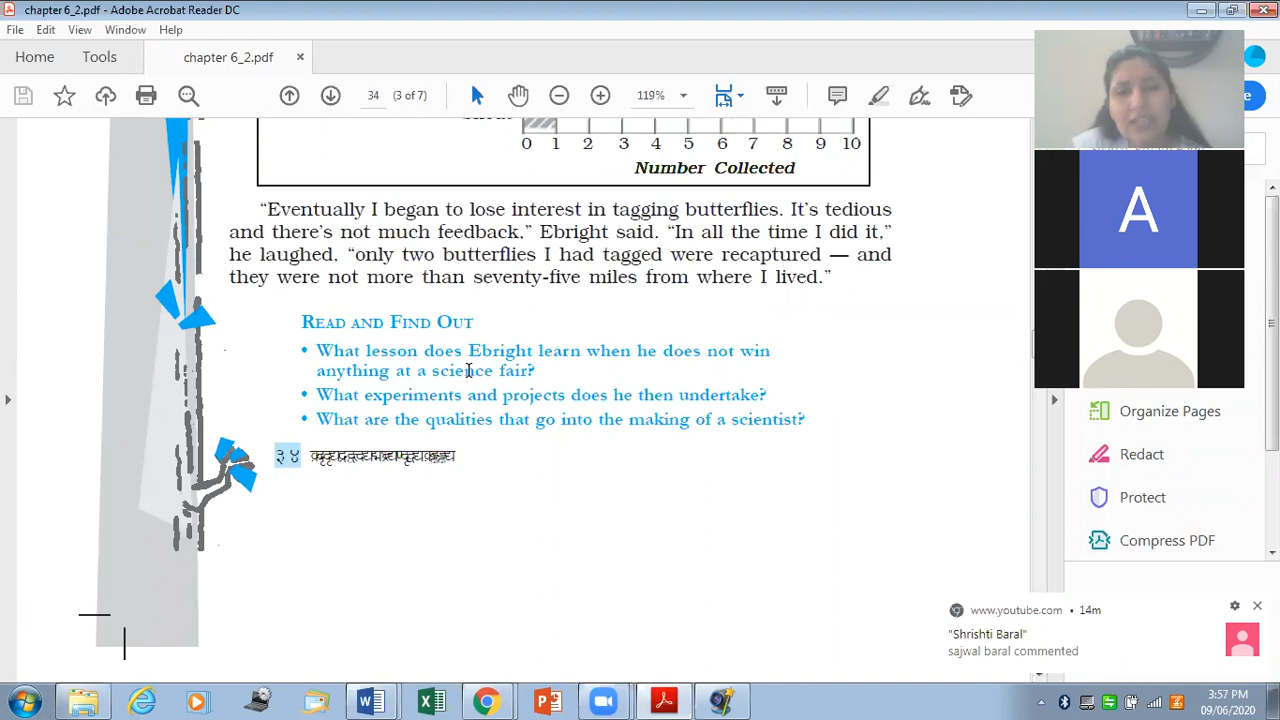 chapter 6_2.pdf - Adobe Acrobat Reader DC
File Edit View Window Help
Home Tools chapter 6_2.pdf ×
34 (3 of 7) 119%
0 1 2 3 4 5 6 7 8 9 10
Number Collected
“Eventually I began to lose interest in tagging butterflies. It’s tedious
and there’s not much feedback,” Ebright said. “In all the time I did it,”
he laughed, “only two butterflies I had tagged were recaptured — and
they were not more than seventy-five miles from where I lived.”
READ AND FIND OUT
• What lesson does Ebright learn when he does not win
anything at a science fair?
• What experiments and projects does he then undertake?
• What are the qualities that go into the making of a scientist?
३४
A
Organize Pages
Redact
Protect
Compress PDF
www.youtube.com • 14m
"Shrishti Baral"
sajwal baral commented
3:57 PM
09/06/2020